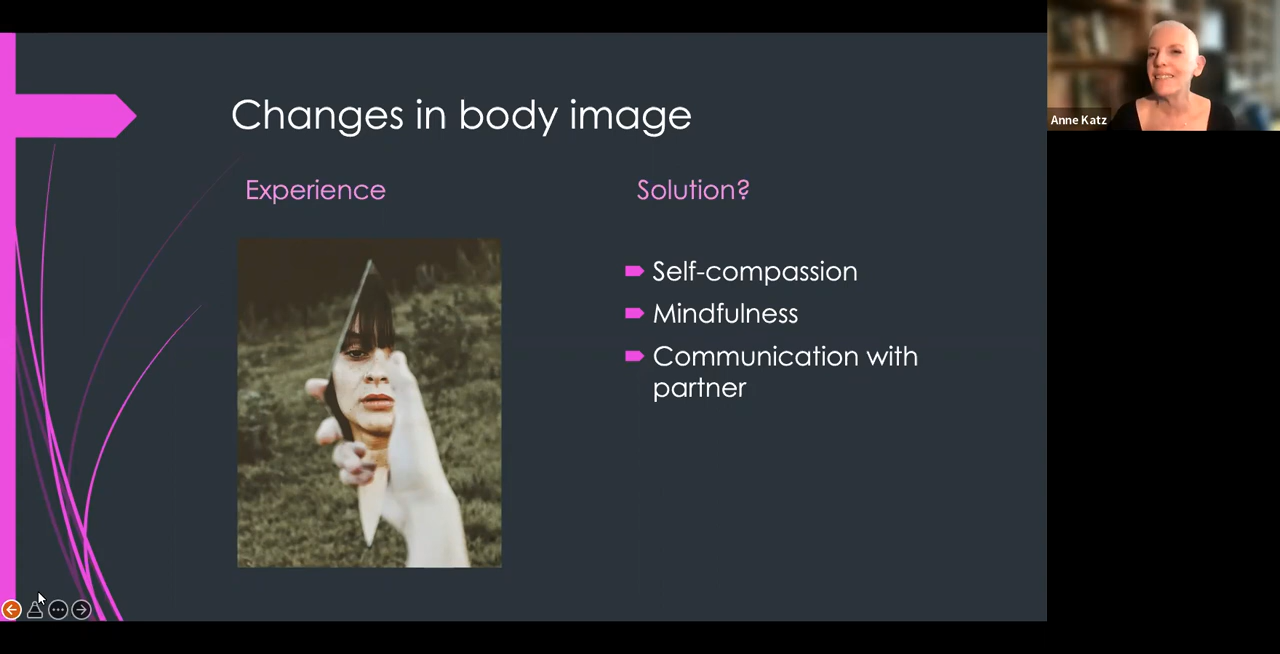 Changes in body image
Experience
Solution?
Self-compassion
Mindfulness
Communication with
partner
Anne Katz